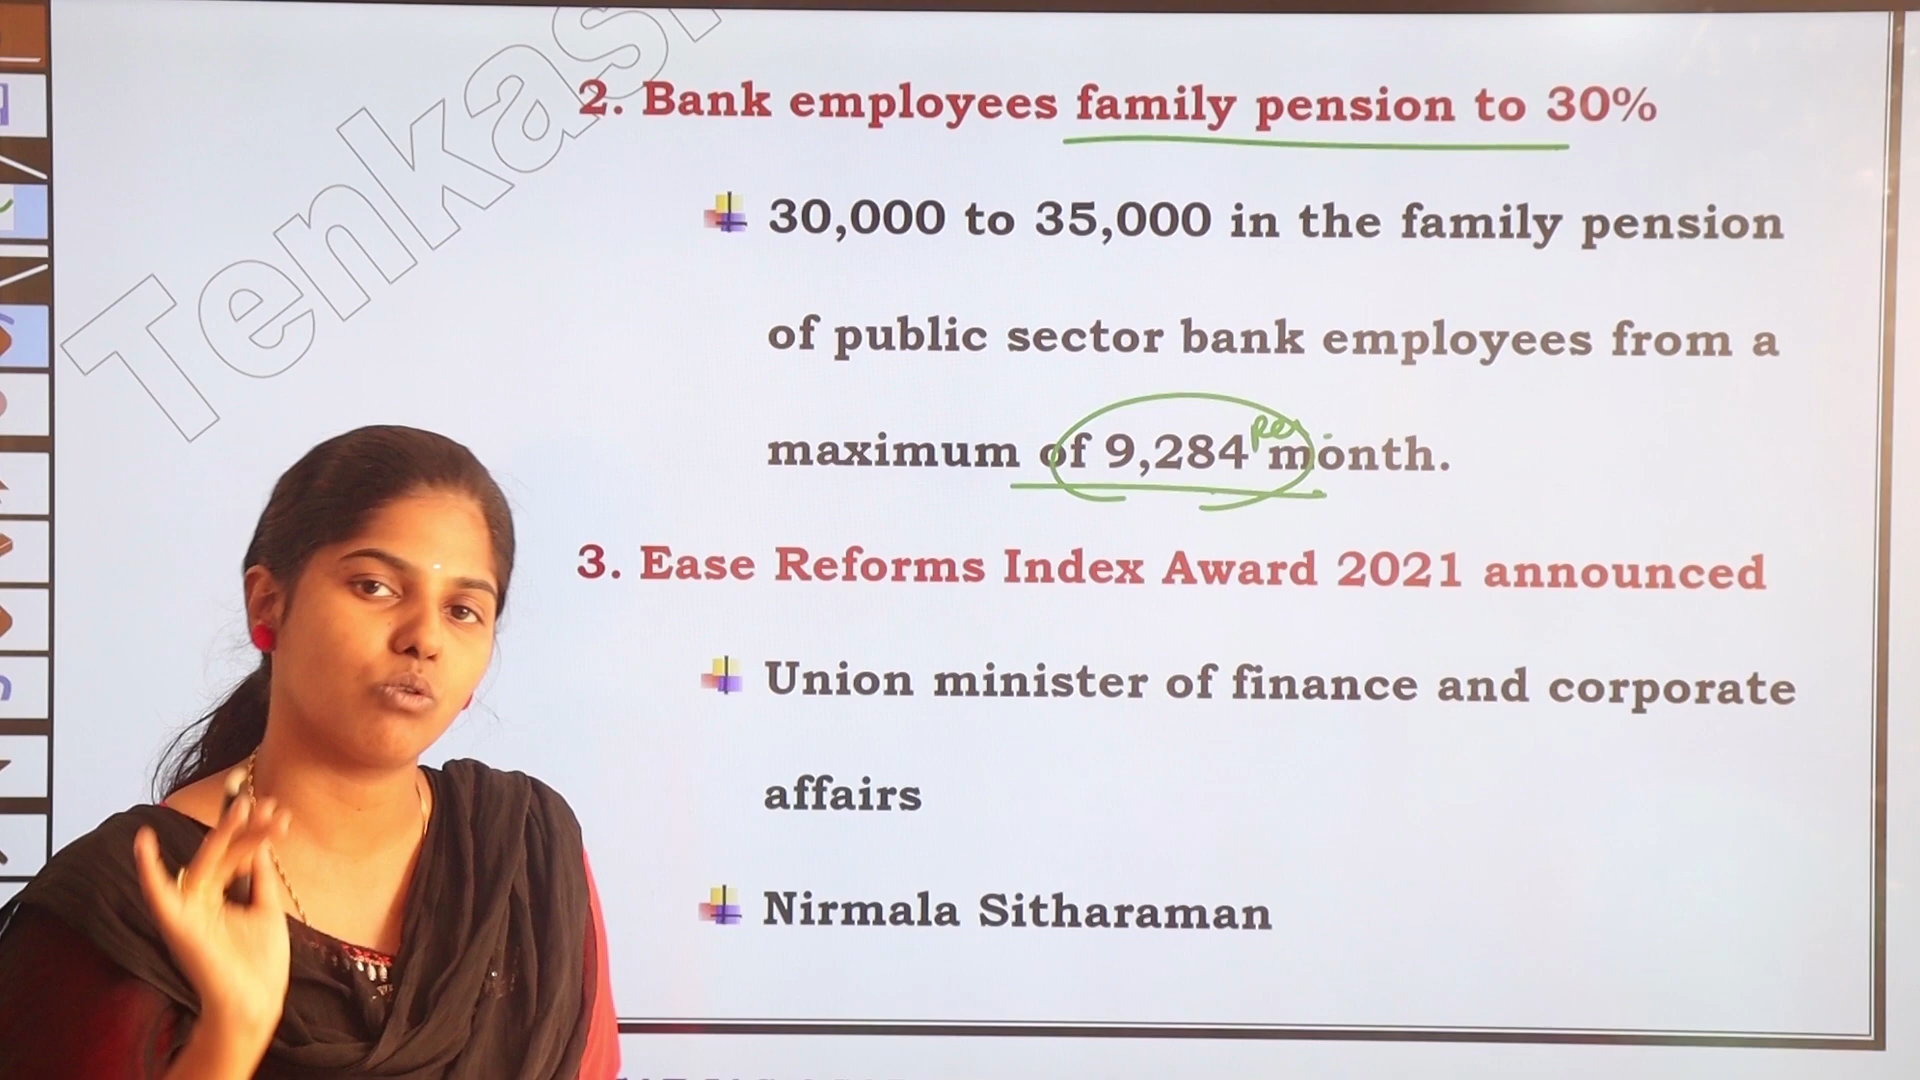 Tenkasi
2. Bank employees family pension to 30%
30,000 to 35,000 in the family pension
of public sector bank employees from a
maximum of 9,284 per month.
3. Ease Reforms Index Award 2021 announced
Union minister of finance and corporate
affairs
Nirmala Sitharaman